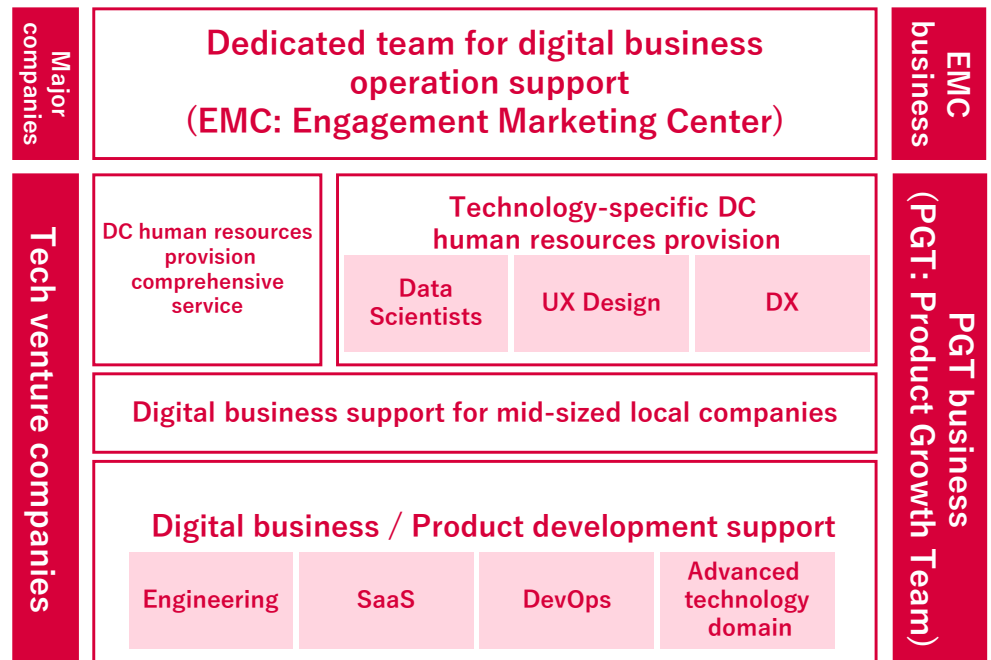 Major
companies
Dedicated team for digital business
operation support
(EMC: Engagement Marketing Center)
EMC
business
Tech venture companies
DC human resources
provision
comprehensive
service
Technology-specific DC
human resources provision
Data
Scientists
UX Design
DX
Digital business support for mid-sized local companies
Digital business / Product development support
Engineering
SaaS
DevOps
Advanced
technology
domain
PGT business
(PGT: Product Growth Team)